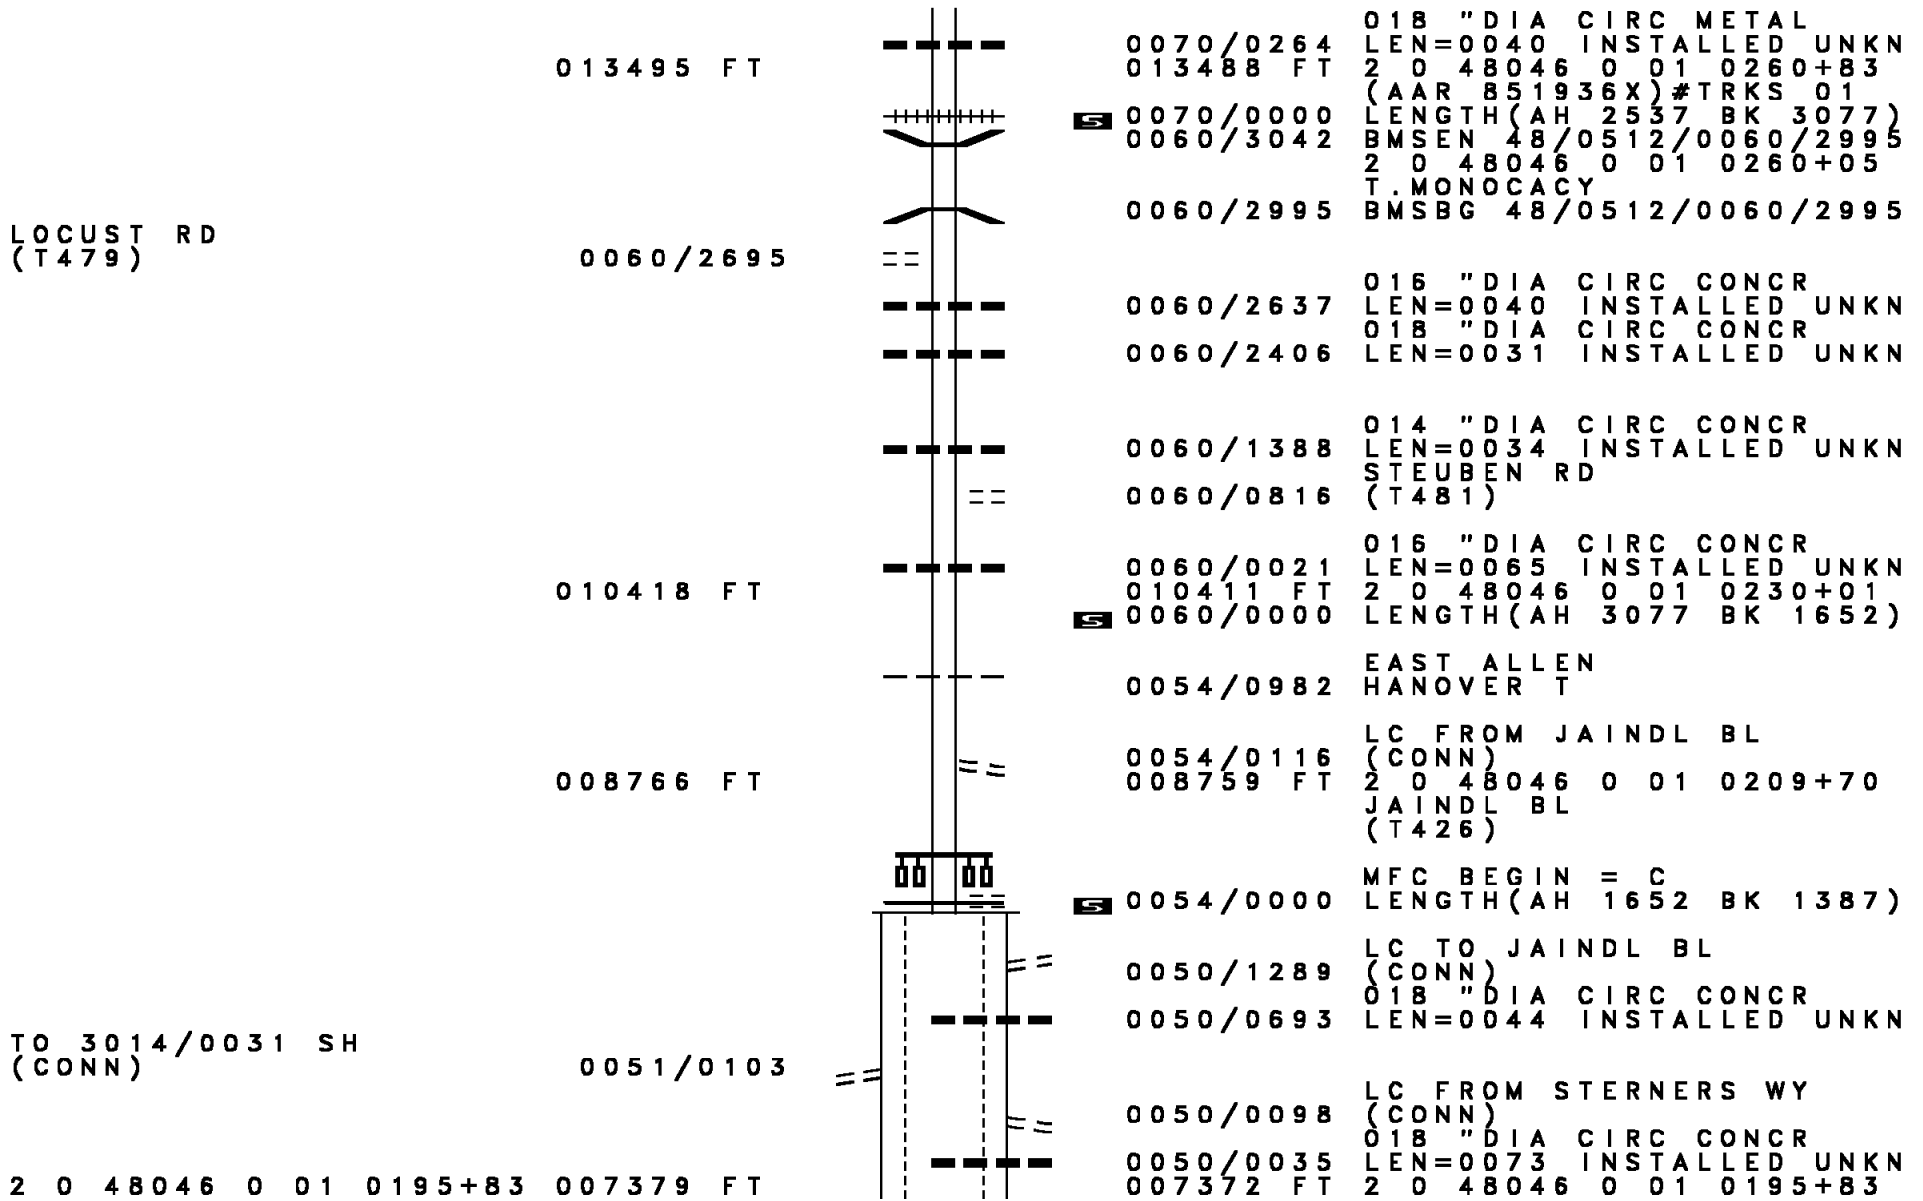 018 "DIA CIRC METAL
0070/0264 LEN=0040 INSTALLED UNKN
013495 FT 013488 FT 2 0 48046 0 01 0260+83
(AAR 851936X)#TRKS 01
S 0070/0000 LENGTH(AH 2537 BK 3077)
0060/3042 BMSEN 48/0512/0060/2995
2 0 48046 0 01 0260+05
T.MONOCACY
0060/2995 BMSBG 48/0512/0060/2995
LOCUST RD
(T479) 0060/2695
016 "DIA CIRC CONCR
0060/2637 LEN=0040 INSTALLED UNKN
018 "DIA CIRC CONCR
0060/2406 LEN=0031 INSTALLED UNKN
014 "DIA CIRC CONCR
0060/1388 LEN=0034 INSTALLED UNKN
STEUBEN RD
0060/0816 (T481)
016 "DIA CIRC CONCR
0060/0021 LEN=0065 INSTALLED UNKN
010418 FT 010411 FT 2 0 48046 0 01 0230+01
S 0060/0000 LENGTH(AH 3077 BK 1652)
EAST ALLEN
0054/0982 HANOVER T
LC FROM JAINDL BL
0054/0116 (CONN)
008766 FT 008759 FT 2 0 48046 0 01 0209+70
JAINDL BL
(T426)
MFC BEGIN = C
S 0054/0000 LENGTH(AH 1652 BK 1387)
LC TO JAINDL BL
0050/1289 (CONN)
018 "DIA CIRC CONCR
0050/0693 LEN=0044 INSTALLED UNKN
TO 3014/0031 SH
(CONN) 0051/0103
LC FROM STERNERS WY
0050/0098 (CONN)
018 "DIA CIRC CONCR
0050/0035 LEN=0073 INSTALLED UNKN
2 0 48046 0 01 0195+83 007379 FT 007372 FT 2 0 48046 0 01 0195+83